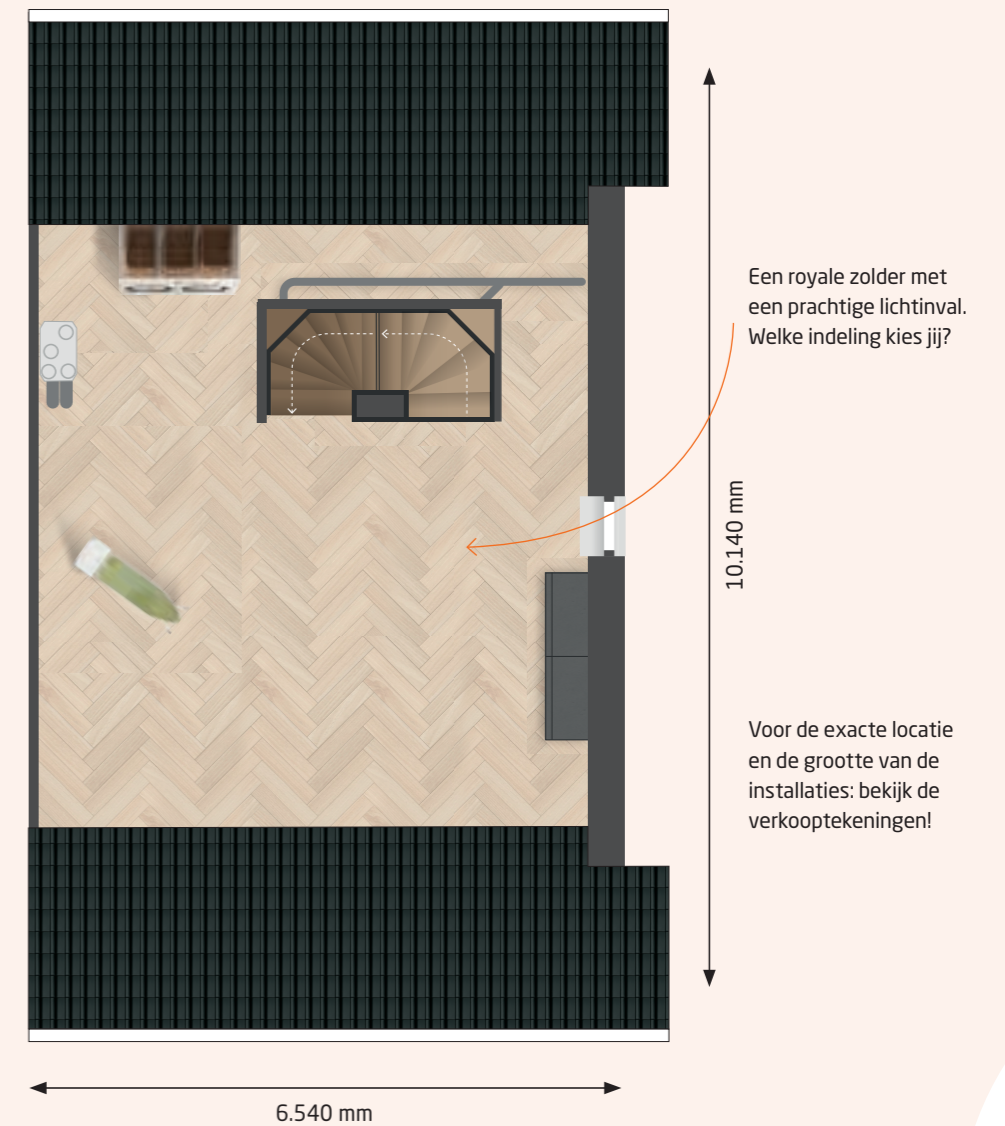 Een royale zolder met
een prachtige lichtinval.
Welke indeling kies jij?
10.140 mm
Voor de exacte locatie
en de grootte van de
installaties: bekijk de
verkooptekeningen!
6.540 mm